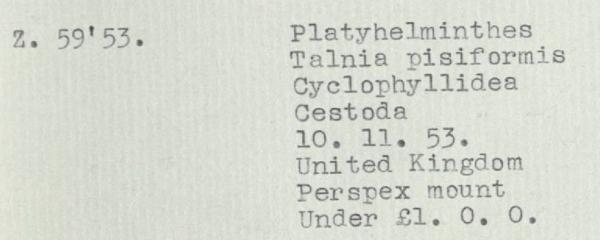 Z. 59'53.
Platyhelminthes
Talnia pisiformis
Cyclophyllidea
Cestoda
10. 11. 53.
United Kingdom
Perspex mount
Under £1. 0. 0.